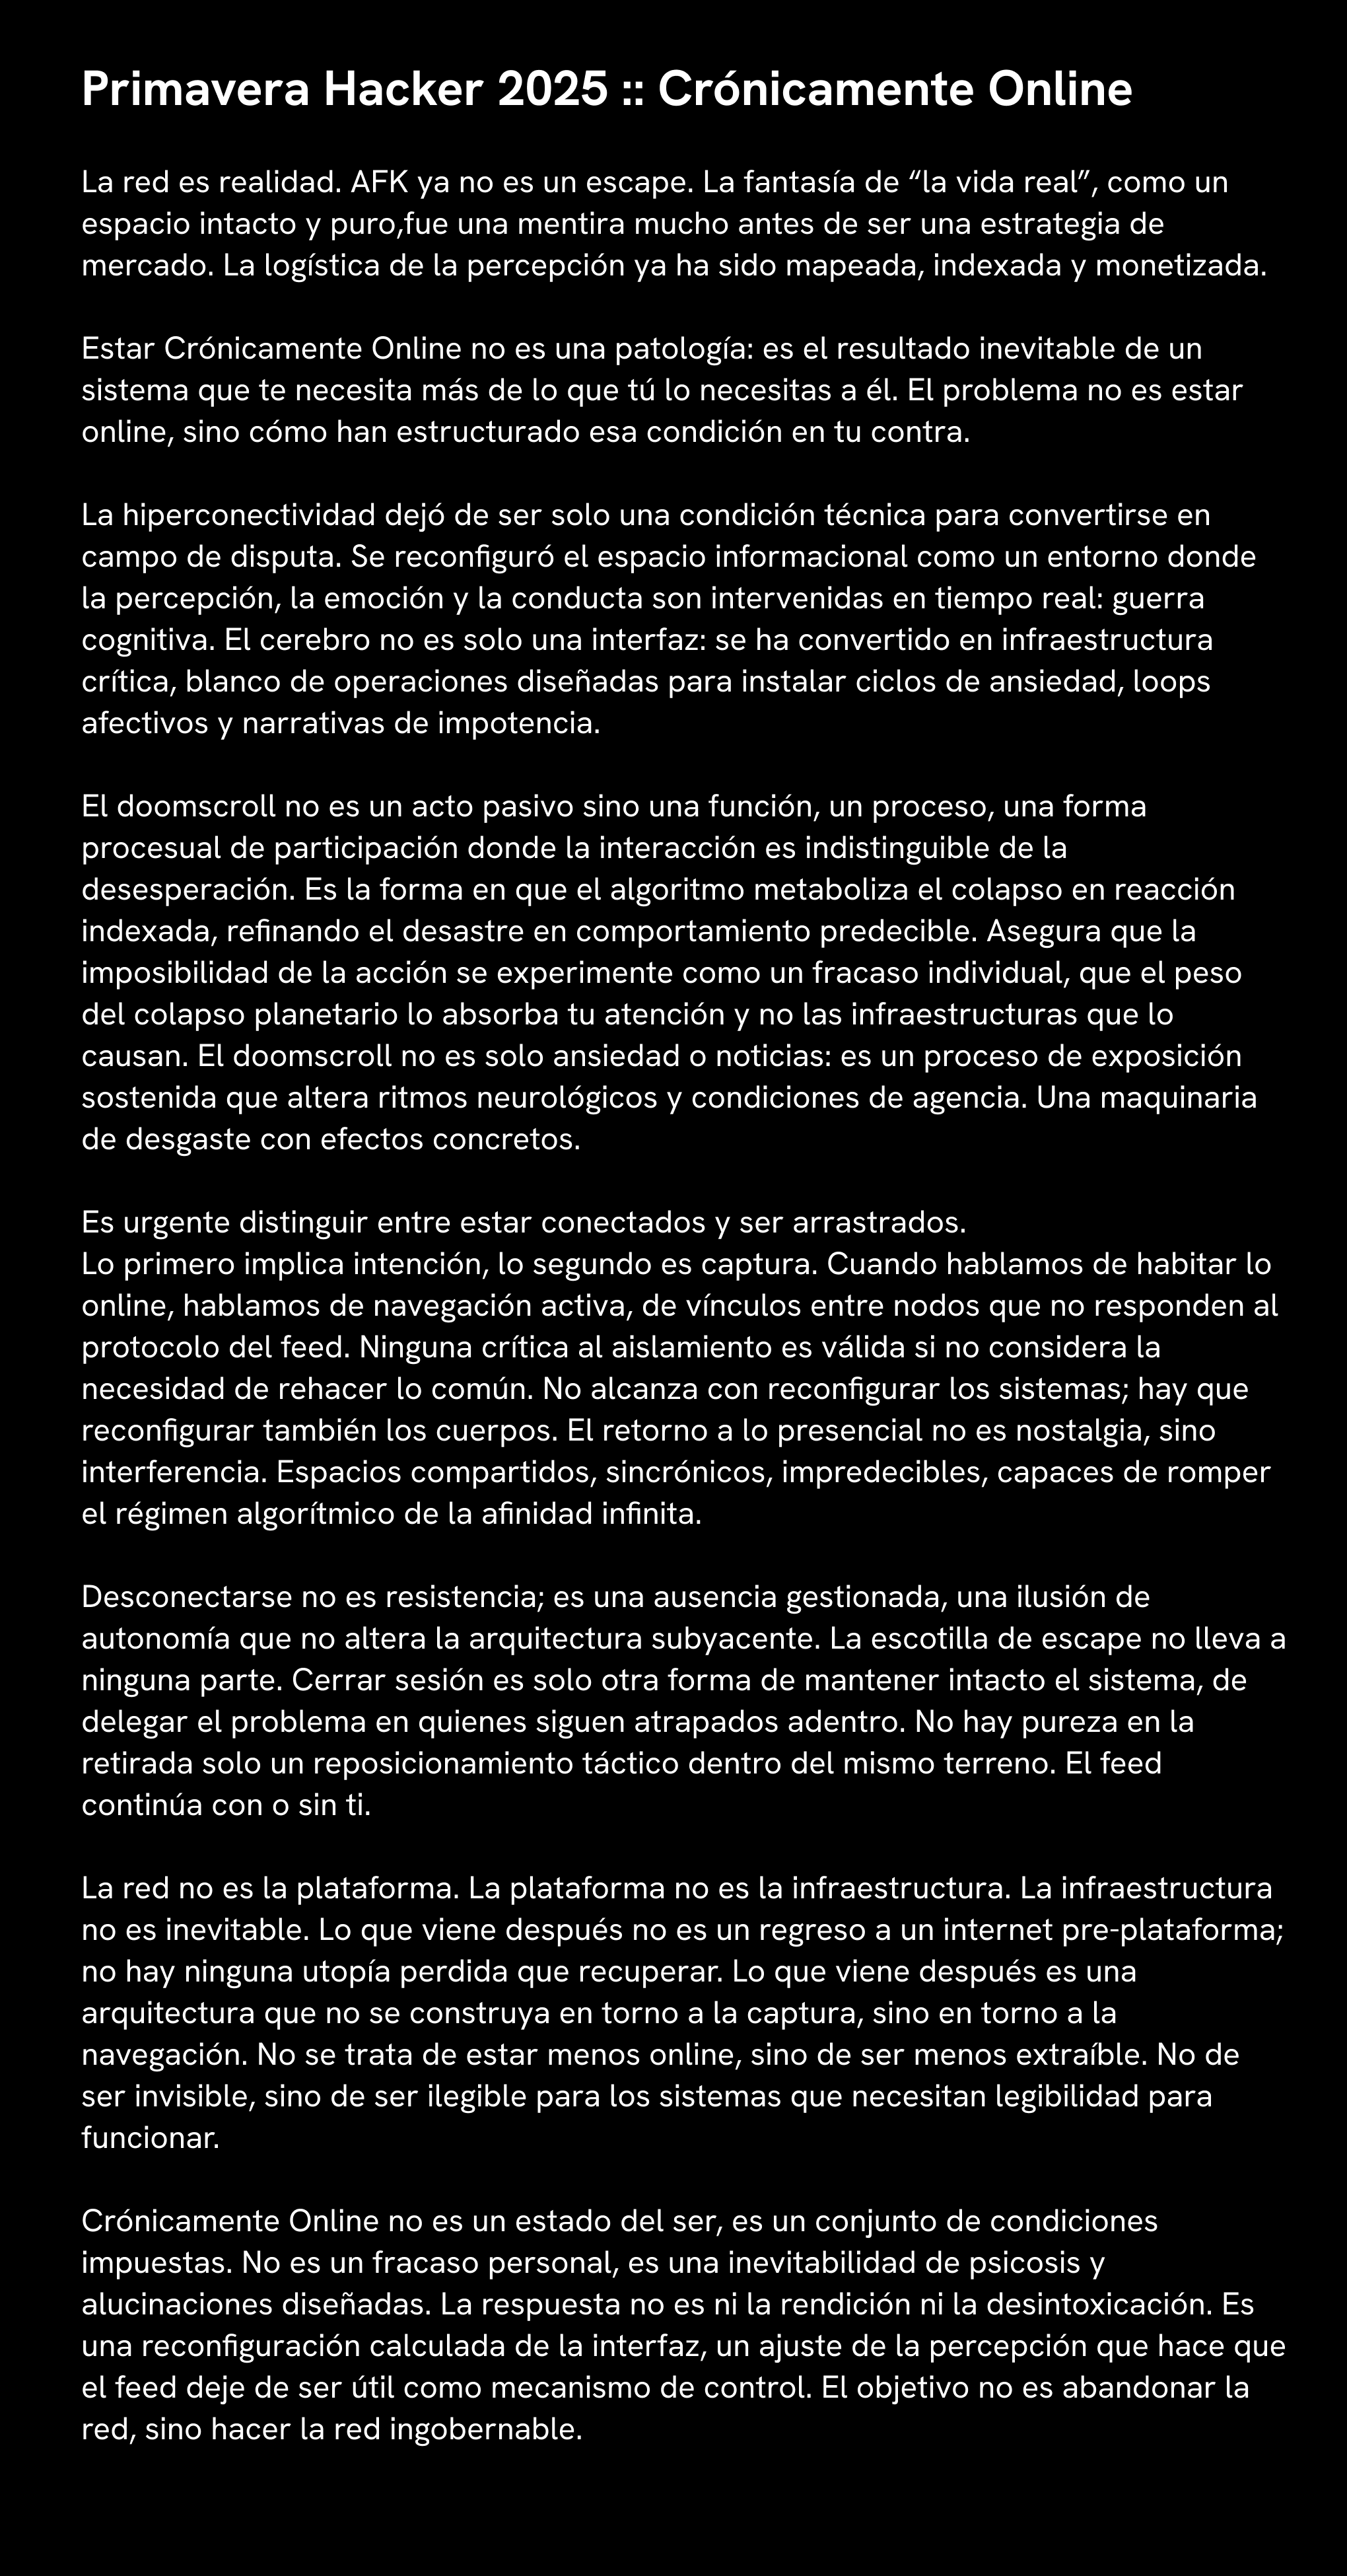 Primavera Hacker 2025 :: Crónicamente Online
La red es realidad. AFK ya no es un escape. La fantasía de “la vida real”, como un
espacio intacto y puro,fue una mentira mucho antes de ser una estrategia de
mercado. La logística de la percepción ya ha sido mapeada, indexada y monetizada.
Estar Crónicamente Online no es una patología: es el resultado inevitable de un
sistema que te necesita más de lo que tú lo necesitas a él. El problema no es estar
online, sino cómo han estructurado esa condición en tu contra.
La hiperconectividad dejó de ser solo una condición técnica para convertirse en
campo de disputa. Se reconfiguró el espacio informacional como un entorno donde
la percepción, la emoción y la conducta son intervenidas en tiempo real: guerra
cognitiva. El cerebro no es solo una interfaz: se ha convertido en infraestructura
crítica, blanco de operaciones diseñadas para instalar ciclos de ansiedad, loops
afectivos y narrativas de impotencia.
El doomscroll no es un acto pasivo sino una función, un proceso, una forma
procesual de participación donde la interacción es indistinguible de la
desesperación. Es la forma en que el algoritmo metaboliza el colapso en reacción
indexada, refinando el desastre en comportamiento predecible. Asegura que la
imposibilidad de la acción se experimente como un fracaso individual, que el peso
del colapso planetario lo absorba tu atención y no las infraestructuras que lo
causan. El doomscroll no es solo ansiedad o noticias: es un proceso de exposición
sostenida que altera ritmos neurológicos y condiciones de agencia. Una maquinaria
de desgaste con efectos concretos.
Es urgente distinguir entre estar conectados y ser arrastrados.
Lo primero implica intención, lo segundo es captura. Cuando hablamos de habitar lo
online, hablamos de navegación activa, de vínculos entre nodos que no responden al
protocolo del feed. Ninguna crítica al aislamiento es válida si no considera la
necesidad de rehacer lo común. No alcanza con reconfigurar los sistemas; hay que
reconfigurar también los cuerpos. El retorno a lo presencial no es nostalgia, sino
interferencia. Espacios compartidos, sincrónicos, impredecibles, capaces de romper
el régimen algorítmico de la afinidad infinita.
Desconectarse no es resistencia; es una ausencia gestionada, una ilusión de
autonomía que no altera la arquitectura subyacente. La escotilla de escape no lleva a
ninguna parte. Cerrar sesión es solo otra forma de mantener intacto el sistema, de
delegar el problema en quienes siguen atrapados adentro. No hay pureza en la
retirada solo un reposicionamiento táctico dentro del mismo terreno. El feed
continúa con o sin ti.
La red no es la plataforma. La plataforma no es la infraestructura. La infraestructura
no es inevitable. Lo que viene después no es un regreso a un internet pre-plataforma;
no hay ninguna utopía perdida que recuperar. Lo que viene después es una
arquitectura que no se construya en torno a la captura, sino en torno a la
navegación. No se trata de estar menos online, sino de ser menos extraíble. No de
ser invisible, sino de ser ilegible para los sistemas que necesitan legibilidad para
funcionar.
Crónicamente Online no es un estado del ser, es un conjunto de condiciones
impuestas. No es un fracaso personal, es una inevitabilidad de psicosis y
alucinaciones diseñadas. La respuesta no es ni la rendición ni la desintoxicación. Es
una reconfiguración calculada de la interfaz, un ajuste de la percepción que hace que
el feed deje de ser útil como mecanismo de control. El objetivo no es abandonar la
red, sino hacer la red ingobernable.